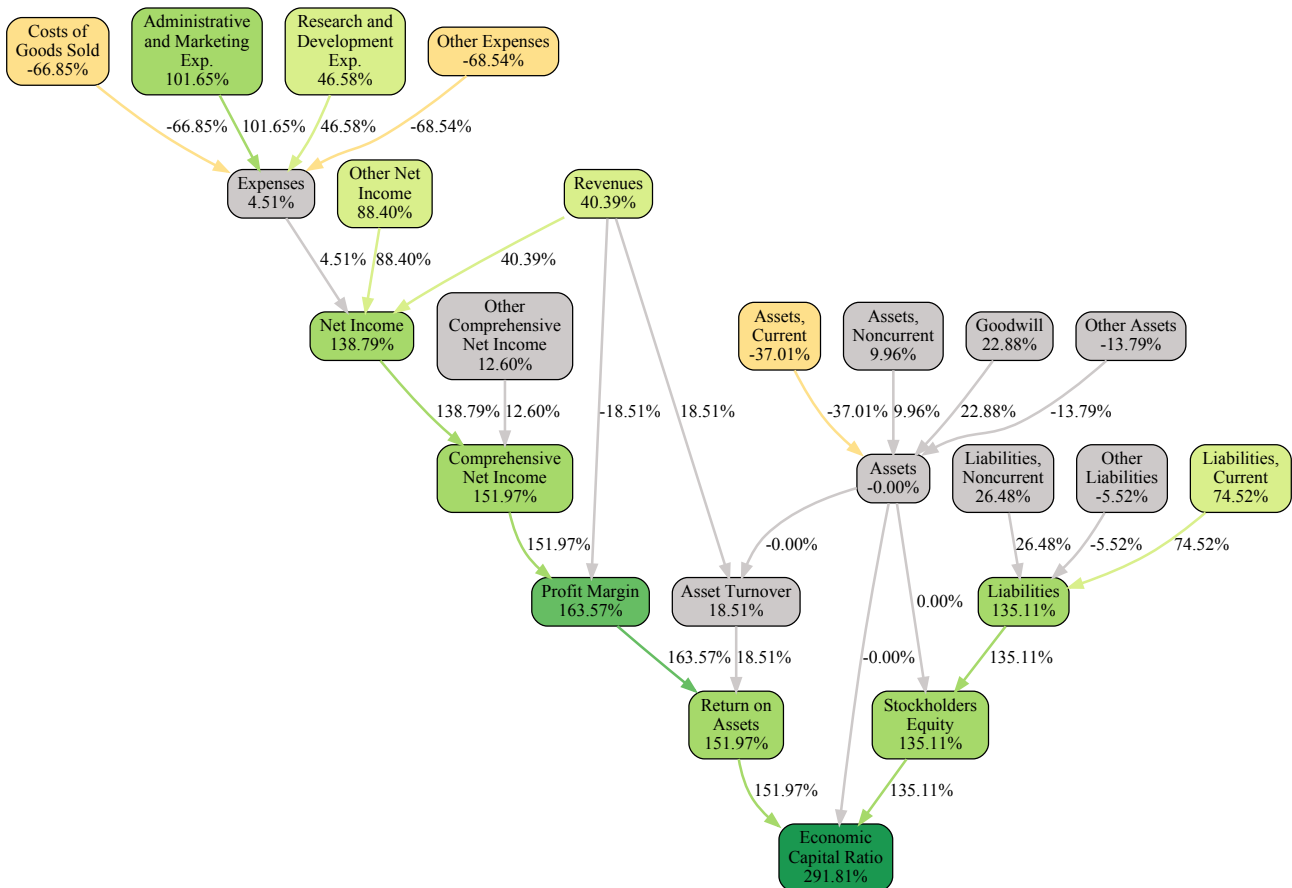 Costs of
Goods Sold
-66.85%
Administrative
and Marketing
Exp.
101.65%
Research and
Development
Exp.
46.58%
Other Expenses
-68.54%
-66.85%
101.65%
46.58%
-68.54%
Expenses
4.51%
Other Net
Income
88.40%
Revenues
40.39%
4.51%
88.40%
40.39%
Net Income
138.79%
Other
Comprehensive
Net Income
12.60%
Assets,
Current
-37.01%
Assets,
Noncurrent
9.96%
Goodwill
22.88%
Other Assets
-13.79%
138.79%
12.60%
-18.51%
18.51%
-37.01%
9.96%
22.88%
-13.79%
Comprehensive
Net Income
151.97%
Assets
-0.00%
Liabilities,
Noncurrent
26.48%
Other
Liabilities
-5.52%
Liabilities,
Current
74.52%
151.97%
-0.00%
26.48%
-5.52%
74.52%
Profit Margin
163.57%
Asset Turnover
18.51%
0.00%
Liabilities
135.11%
163.57%
18.51%
-0.00%
135.11%
Return on
Assets
151.97%
Stockholders
Equity
135.11%
151.97%
135.11%
Economic
Capital Ratio
291.81%